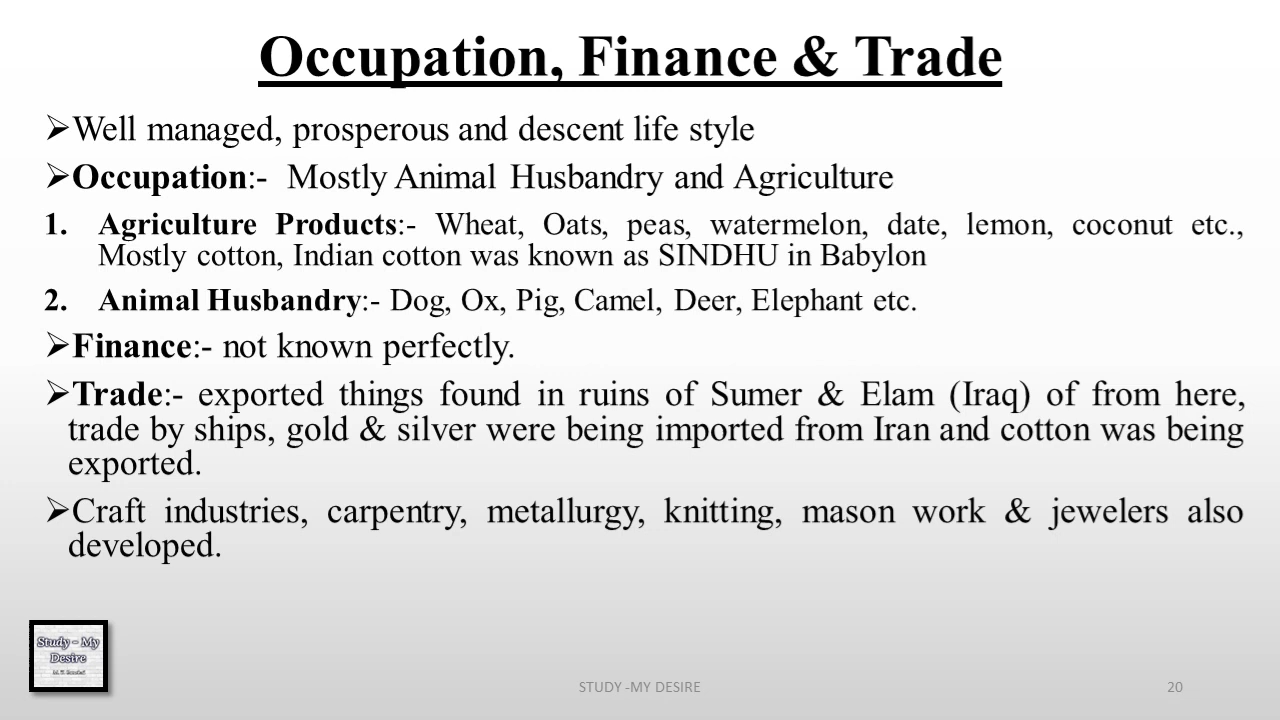 Occupation, Finance & Trade
➢Well managed, prosperous and descent life style
➢Occupation:- Mostly Animal Husbandry and Agriculture
1. Agriculture Products:- Wheat, Oats, peas, watermelon, date, lemon, coconut etc.,
Mostly cotton, Indian cotton was known as SINDHU in Babylon
2. Animal Husbandry:- Dog, Ox, Pig, Camel, Deer, Elephant etc.
➢Finance:- not known perfectly.
➢Trade:- exported things found in ruins of Sumer & Elam (Iraq) of from here,
trade by ships, gold & silver were being imported from Iran and cotton was being
exported.
➢Craft industries, carpentry, metallurgy, knitting, mason work & jewelers also
developed.
Study - My
Desire
STUDY -MY DESIRE
20